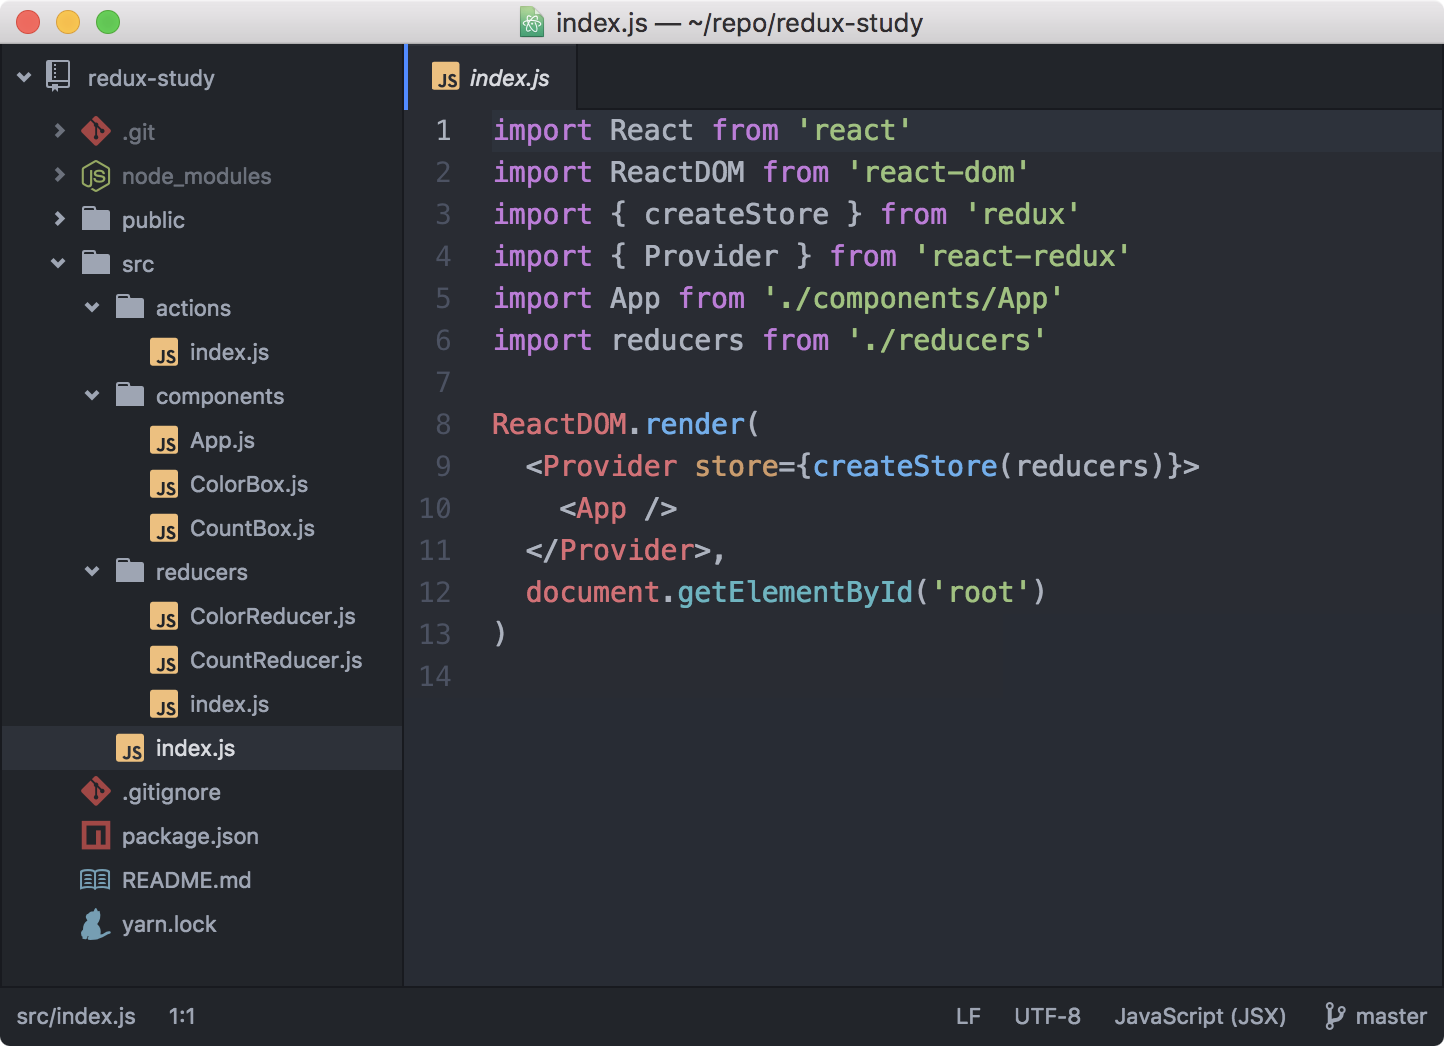 index.js — ~/repo/redux-study
redux-study
.git
node_modules
public
src
actions
JS index.js
components
JS App.js
JS ColorBox.js
JS CountBox.js
reducers
JS ColorReducer.js
JS CountReducer.js
JS index.js
JS index.js
.gitignore
package.json
README.md
yarn.lock
JS index.js
1 import React from 'react'
2 import ReactDOM from 'react-dom'
3 import { createStore } from 'redux'
4 import { Provider } from 'react-redux'
5 import App from './components/App'
6 import reducers from './reducers'
7
8 ReactDOM.render(
9 <Provider store={createStore(reducers)}>
10 <App />
11 </Provider>,
12 document.getElementById('root')
13 )
14
src/index.js 1:1 LF UTF-8 JavaScript (JSX) master